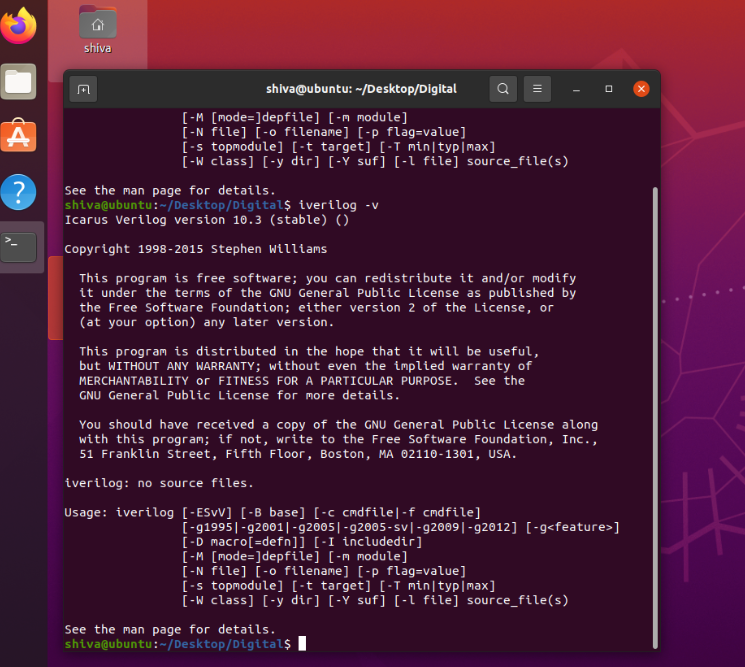 shiva
shiva@ubuntu: ~/Desktop/Digital
[-M [mode=]depfile] [-m module]
[-N file] [-o filename] [-p flag=value]
[-s topmodule] [-t target] [-T min|typ|max]
[-W class] [-y dir] [-Y suf] [-l file] source_file(s)
See the man page for details.
shiva@ubuntu:~/Desktop/Digital$ iverilog -v
Icarus Verilog version 10.3 (stable) ()
Copyright 1998-2015 Stephen Williams
This program is free software; you can redistribute it and/or modify
it under the terms of the GNU General Public License as published by
the Free Software Foundation; either version 2 of the License, or
(at your option) any later version.
This program is distributed in the hope that it will be useful,
but WITHOUT ANY WARRANTY; without even the implied warranty of
MERCHANTABILITY or FITNESS FOR A PARTICULAR PURPOSE.  See the
GNU General Public License for more details.
You should have received a copy of the GNU General Public License along
with this program; if not, write to the Free Software Foundation, Inc.,
51 Franklin Street, Fifth Floor, Boston, MA 02110-1301, USA.
iverilog: no source files.
Usage: iverilog [-ESvV] [-B base] [-c cmdfile|-f cmdfile]
[-g1995|-g2001|-g2005|-g2005-sv|-g2009|-g2012] [-g<feature>]
[-D macro[=defn]] [-I includedir]
[-M [mode=]depfile] [-m module]
[-N file] [-o filename] [-p flag=value]
[-s topmodule] [-t target] [-T min|typ|max]
[-W class] [-y dir] [-Y suf] [-l file] source_file(s)
See the man page for details.
shiva@ubuntu:~/Desktop/Digital$